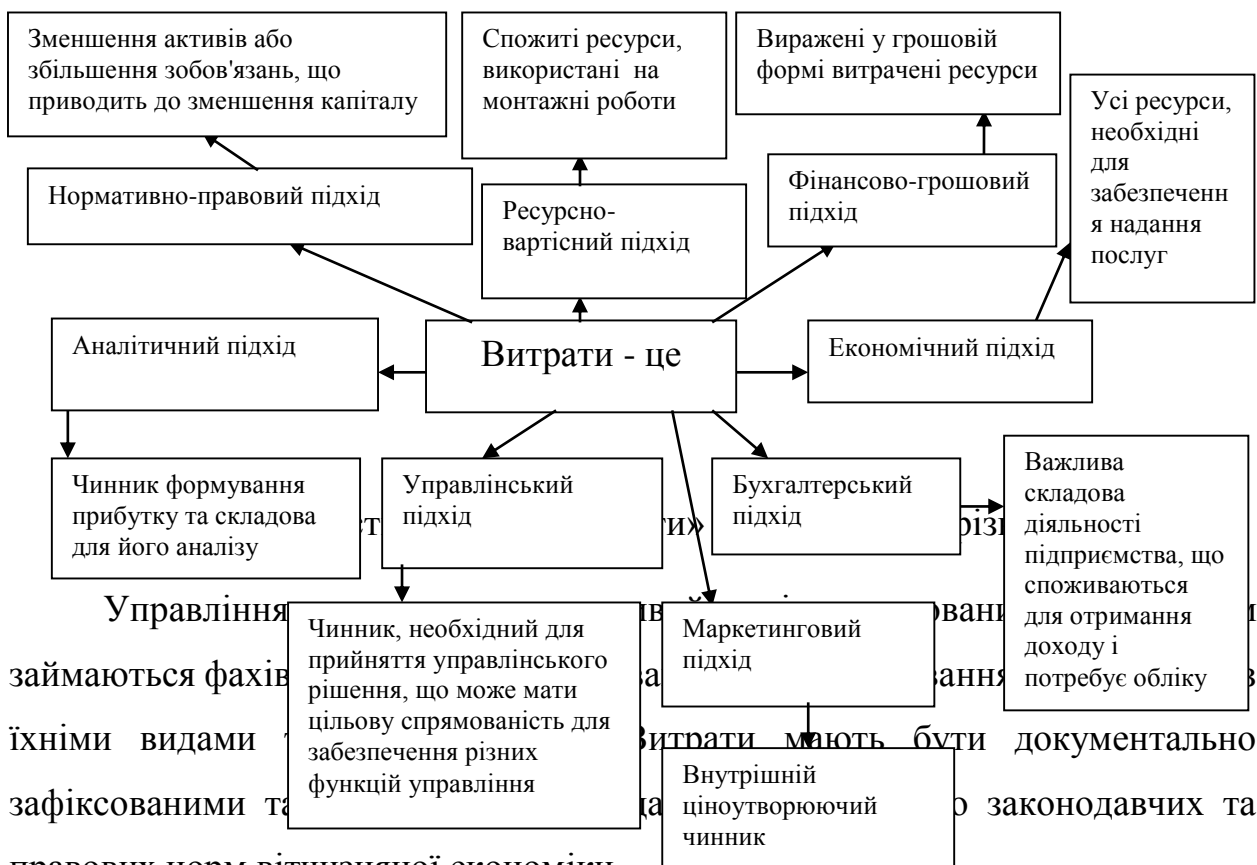 Зменшення активів або
збільшення зобов'язань, що
приводить до зменшення капіталу
Спожиті ресурси,
використані на
монтажні роботи
Виражені у грошовій
формі витрачені ресурси
Усі ресурси,
необхідні
для
забезпеченн
я надання
послуг
Нормативно-правовий підхід
Ресурсно-
вартісний підхід
Фінансово-грошовий
підхід
Аналітичний підхід
Витрати - це
Економічний підхід
Чинник формування
прибутку та складова
для його аналізу
Управлінський
підхід
Бухгалтерський
підхід
Важлива
складова
діяльності
підприємства, що
споживаються
для отримання
доходу і
потребує обліку
Чинник, необхідний для
прийняття управлінського
рішення, що може мати
цільову спрямованість для
забезпечення різних
функцій управління
Маркетинговий
підхід
Внутрішній
ціноутворюючий
чинник
Управління
займаються
їхніми видами Витрати мають бути документально
зафіксованими законодавчих та
правових норм вітчизняної економіки